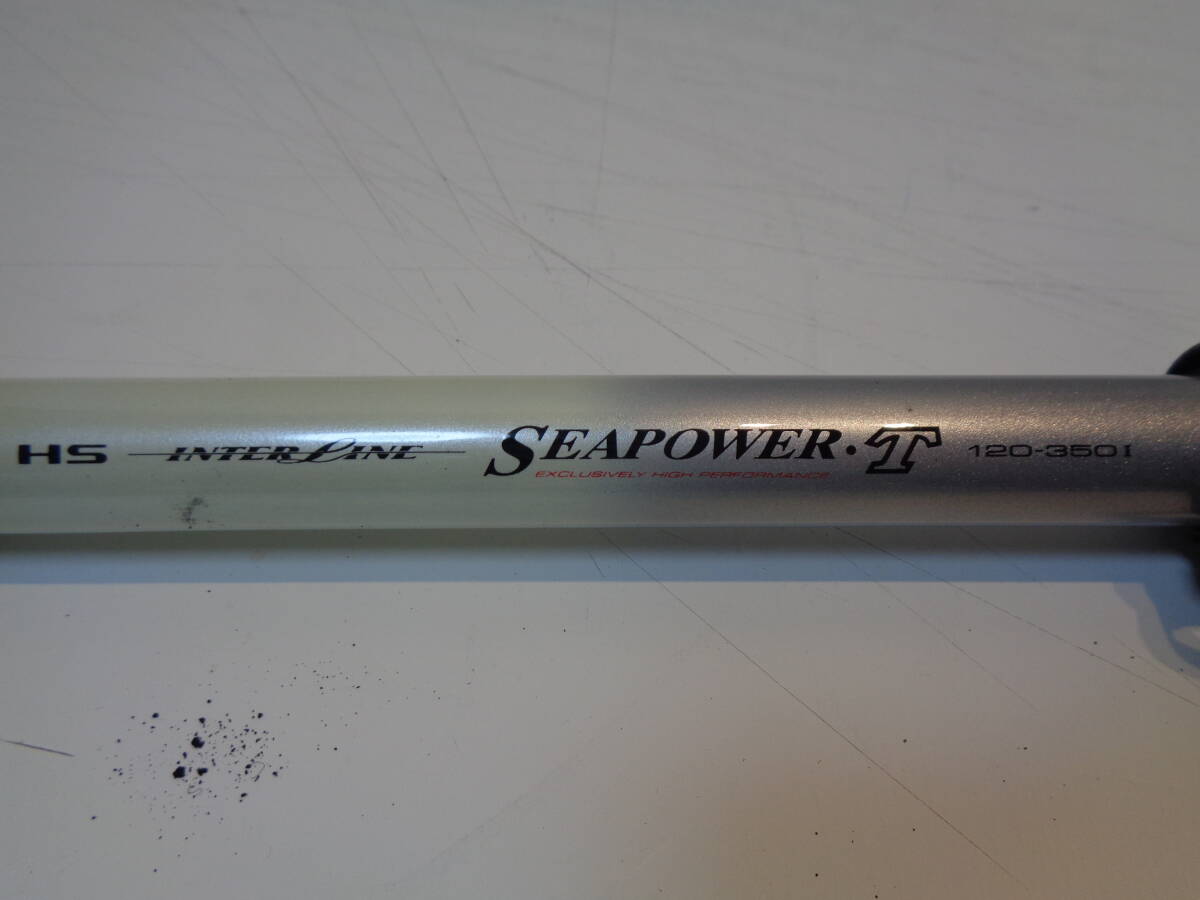 HS INTERLINE SEAPOWER·T 120-350I
EXCLUSIVELY HIGH PERFORMANCE